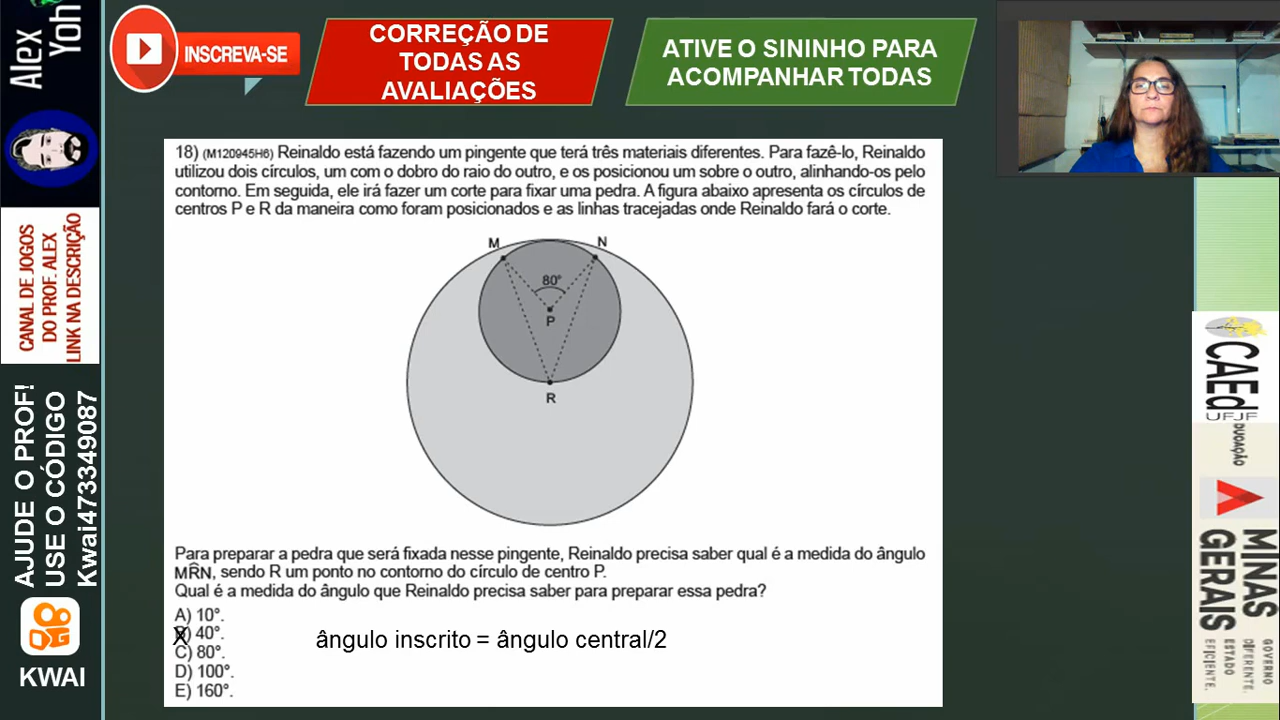 Alex
Yoh
CANAL DE JOGOS
DO PROF. ALEX
LINK NA DESCRIÇÃO
AJUDE O PROF!
USE O CÓDIGO
Kwai473349087
KWAI
INSCREVA-SE
CORREÇÃO DE
TODAS AS
AVALIAÇÕES
ATIVE O SININHO PARA
ACOMPANHAR TODAS
18) (M120945H6) Reinaldo está fazendo um pingente que terá três materiais diferentes. Para fazê-lo, Reinaldo
utilizou dois círculos, um com o dobro do raio do outro, e os posicionou um sobre o outro, alinhando-os pelo
contorno. Em seguida, ele irá fazer um corte para fixar uma pedra. A figura abaixo apresenta os círculos de
centros P e R da maneira como foram posicionados e as linhas tracejadas onde Reinaldo fará o corte.
M
N
80°
P
R
Para preparar a pedra que será fixada nesse pingente, Reinaldo precisa saber qual é a medida do ângulo
MR̂N, sendo R um ponto no contorno do círculo de centro P.
Qual é a medida do ângulo que Reinaldo precisa saber para preparar essa pedra?
A) 10°.
X
B) 40°.
ângulo inscrito = ângulo central/2
C) 80°.
D) 100°.
E) 160°.
CAEd
UFJF
MINAS
GERAIS
GOVERNO
DIFERENTE.
ESTADO
EFICIENTE.